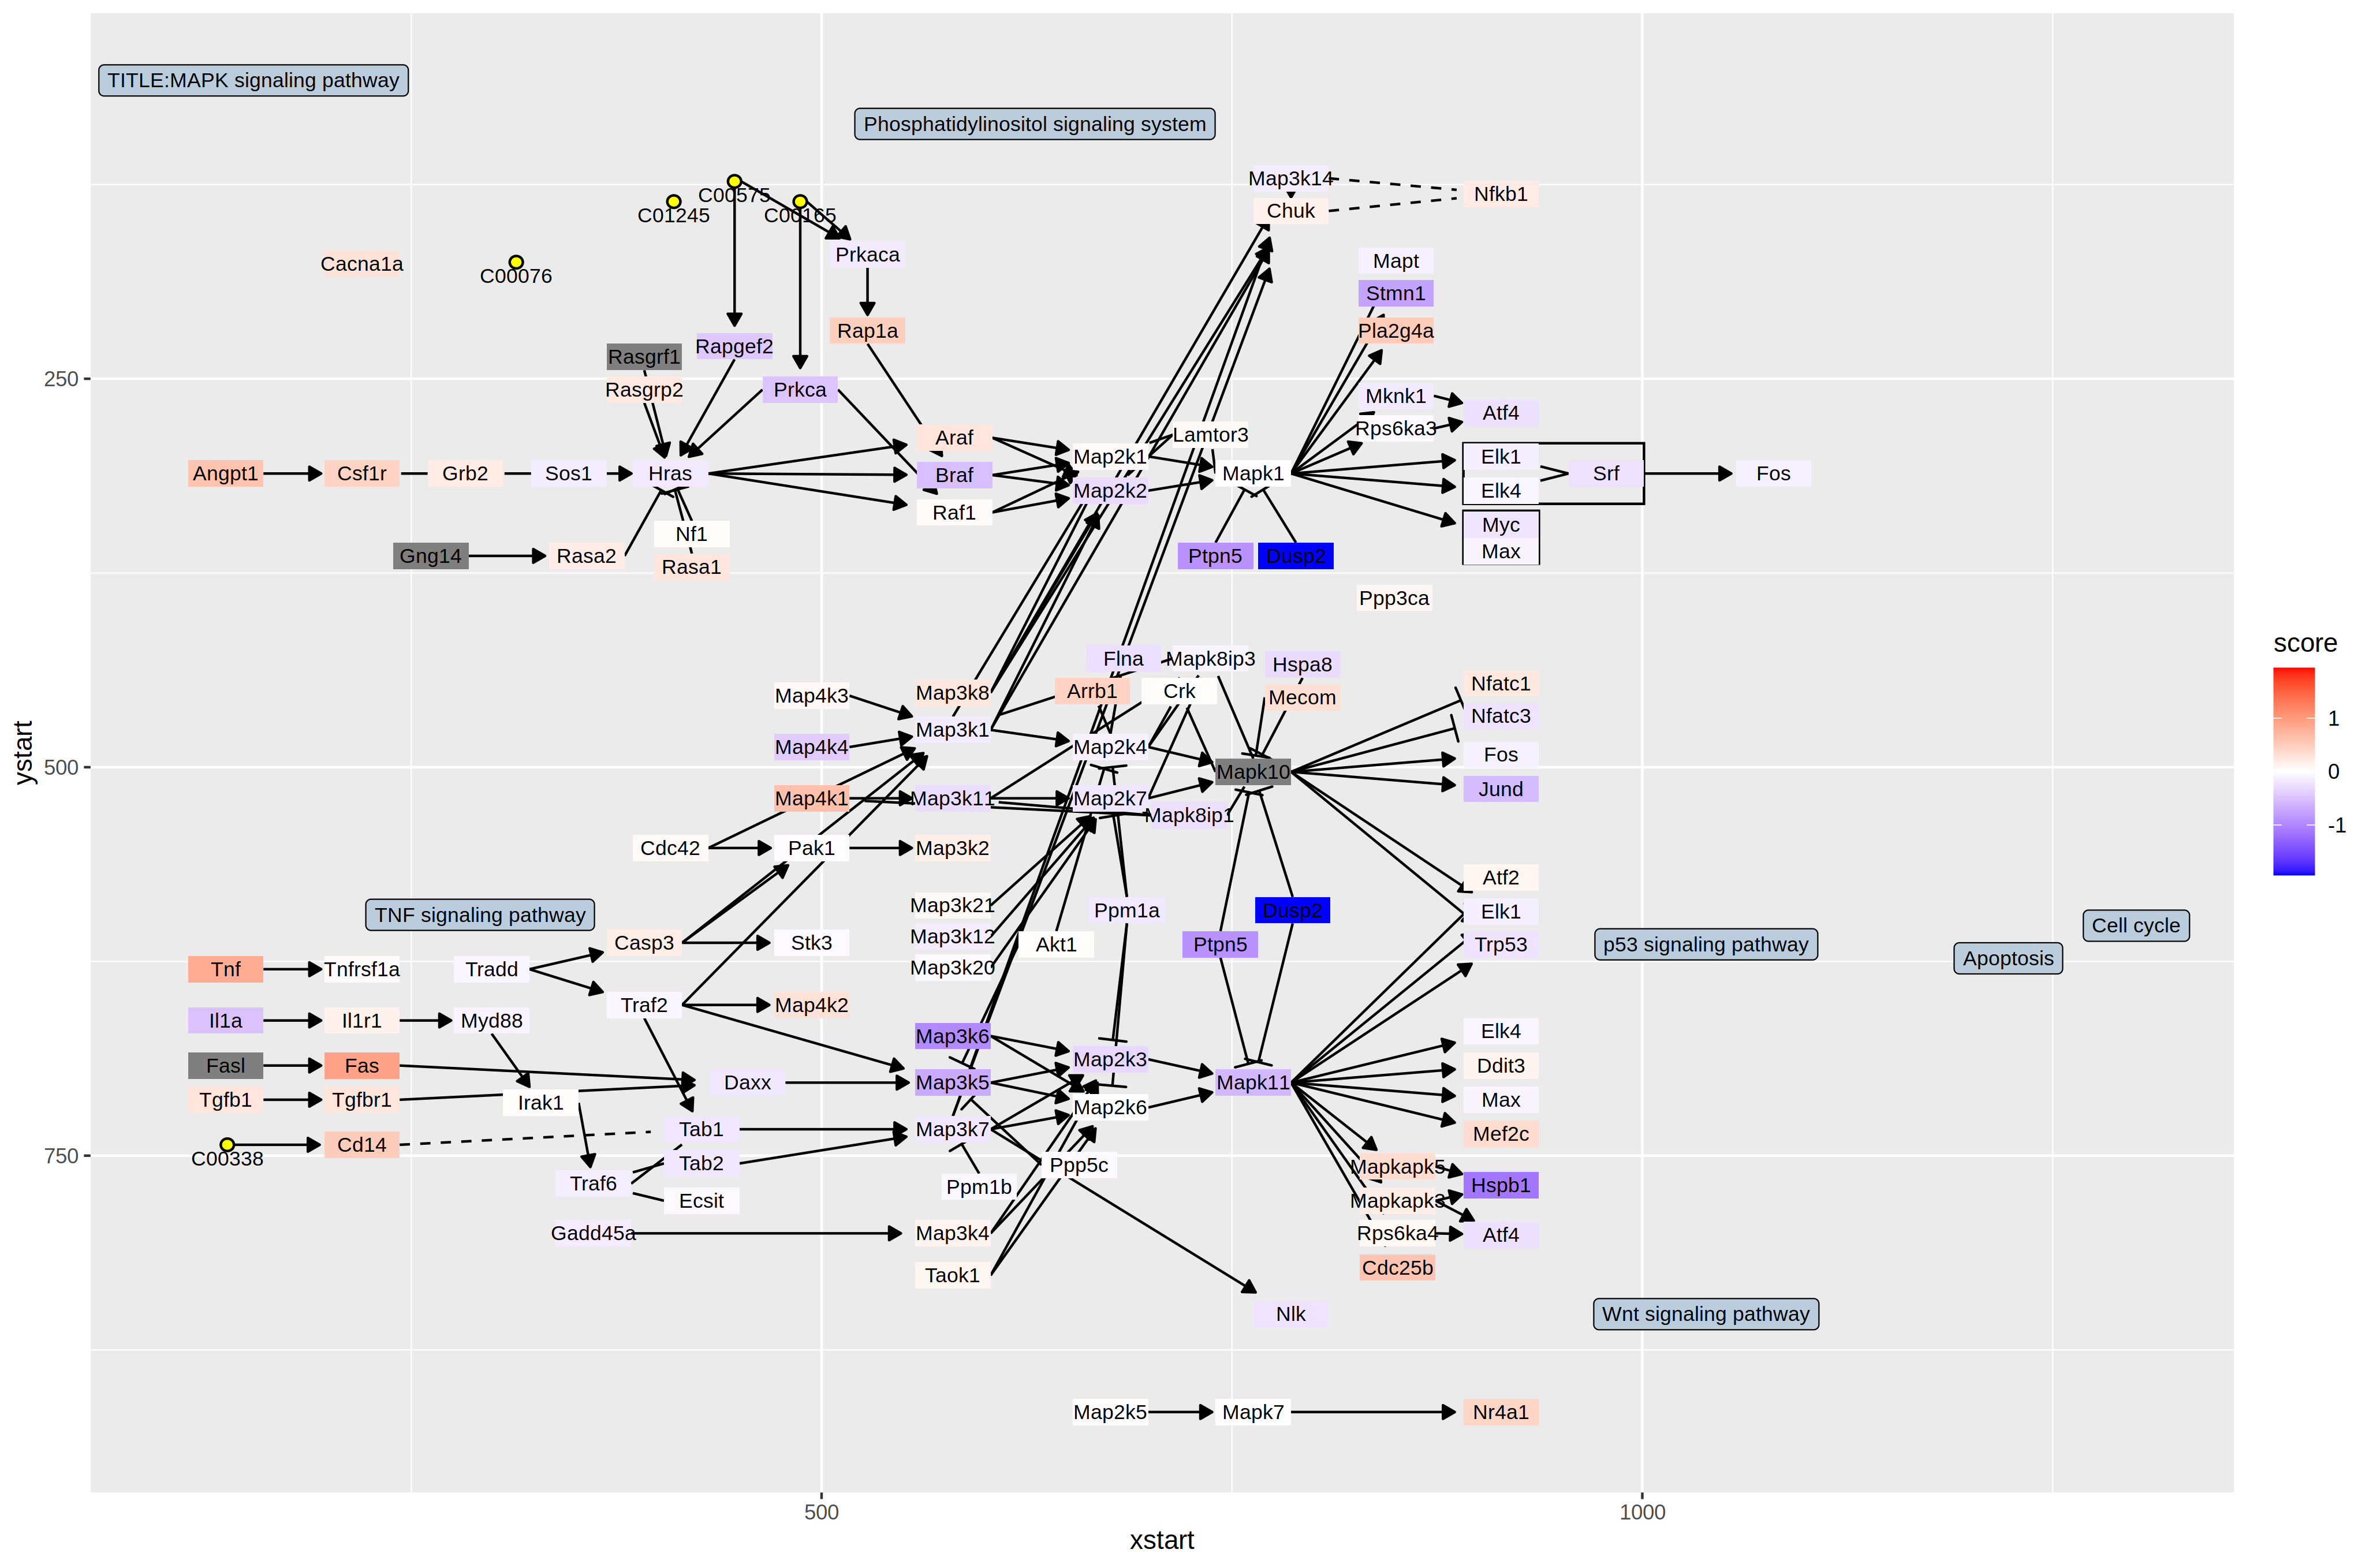 TITLE:MAPK signaling pathway
Phosphatidylinositol signaling system
Map3k14
C00575
Nfkb1
C01245
C00165
Chuk
Cacna1a
C00076
Prkaca
Mapt
Stmn1
Rap1a
Pla2g4a
Rasgrf1
Rapgef2
250
Rasgrp2
Prkca
Mknk1
Atf4
Rps6ka3
Araf
Lamtor3
Map2k1
Elk1
Angpt1
Csf1r
Grb2
Sos1
Hras
Braf
Mapk1
Srf
Fos
Map2k2
Elk4
Raf1
Myc
Nf1
Max
Gng14
Rasa2
Rasa1
Ptpn5
Dusp2
Ppp3ca
score
Flna
Mapk8ip3
Hspa8
Nfatc1
Map4k3
Map3k8
Arrb1
Crk
Mecom
Nfatc3
1
Map3k1
Map4k4
Map2k4
Fos
ystart
500
Mapk10
0
Jund
Map4k1
Map3k11
Map2k7
Mapk8ip1
-1
Cdc42
Pak1
Map3k2
Atf2
Map3k21
TNF signaling pathway
Ppm1a
Dusp2
Elk1
Cell cycle
Map3k12
Casp3
Stk3
Akt1
Ptpn5
Trp53
p53 signaling pathway
Apoptosis
Tnf
Tnfrsf1a
Tradd
Map3k20
Traf2
Map4k2
Il1a
Il1r1
Myd88
Map3k6
Elk4
Fasl
Fas
Map2k3
Ddit3
Daxx
Map3k5
Mapk11
Tgfb1
Tgfbr1
Irak1
Map2k6
Max
Tab1
Map3k7
Mef2c
750
C00338
Cd14
Tab2
Ppp5c
Mapkapk5
Traf6
Ppm1b
Hspb1
Ecsit
Mapkapk3
Gadd45a
Map3k4
Rps6ka4
Atf4
Taok1
Cdc25b
Nlk
Wnt signaling pathway
Map2k5
Mapk7
Nr4a1
500
1000
xstart